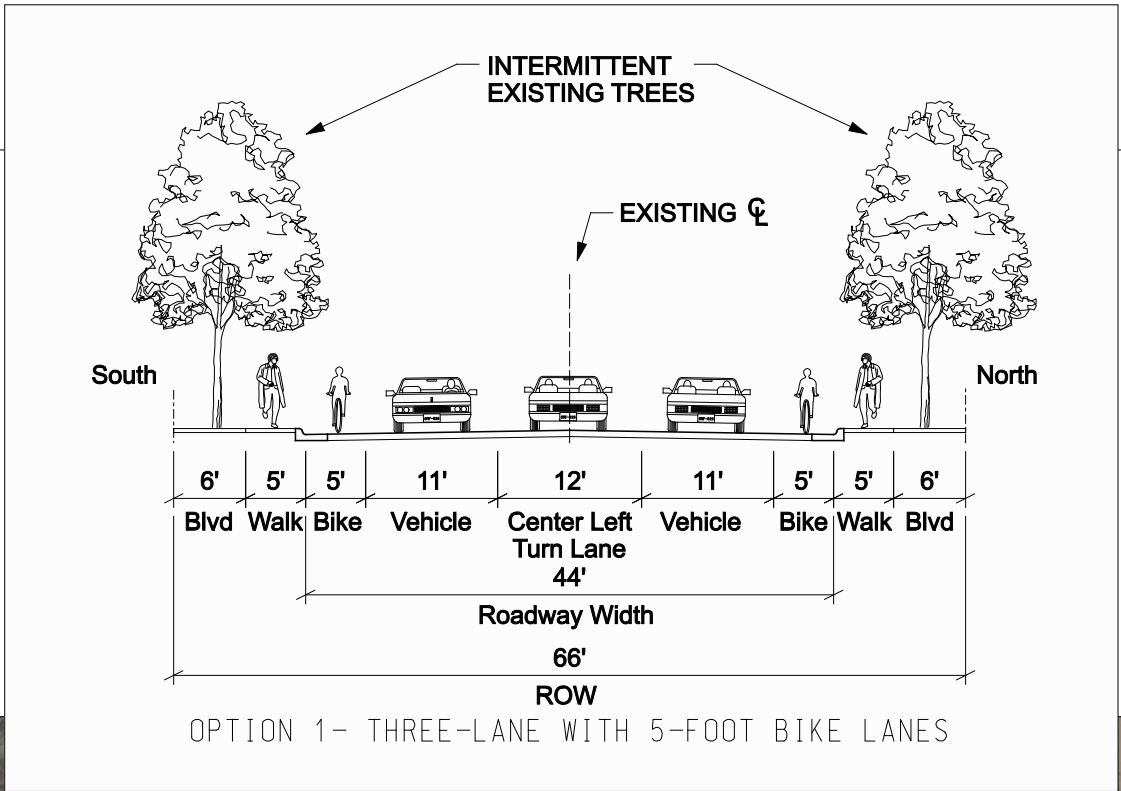 INTERMITTENT
EXISTING TREES
EXISTING ℄
South
North
6' 5' 5' 11' 12' 11' 5' 5' 6'
Blvd Walk Bike Vehicle Center Left Vehicle Bike Walk Blvd
Turn Lane
44'
Roadway Width
66'
ROW
OPTION 1- THREE-LANE WITH 5-FOOT BIKE LANES